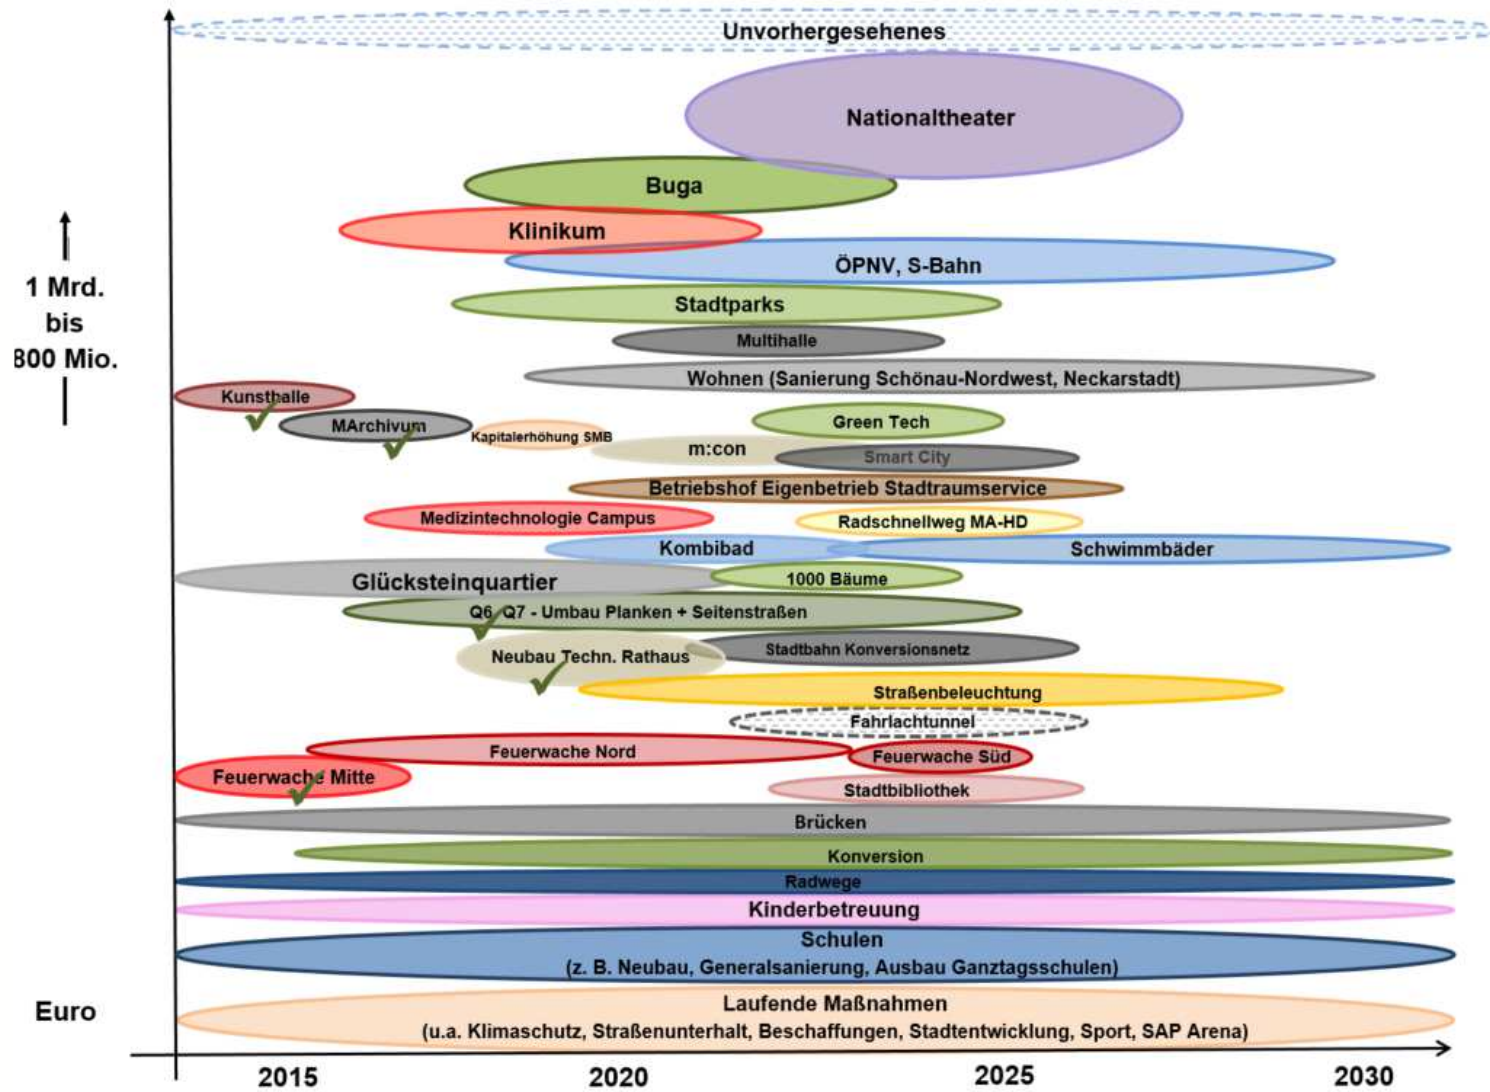 Unvorhergesehenes
Nationaltheater
Buga
Klinikum
ÖPNV, S-Bahn
1 Mrd.
bis
800 Mio.
Stadtparks
Multihalle
Wohnen (Sanierung Schönau-Nordwest, Neckarstadt)
Kunsthalle
MArchivum
Kapitalerhöhung SMB
Green Tech
m:con
Smart City
Betriebshof Eigenbetrieb Stadtraumservice
Medizintechnologie Campus
Radschnellweg MA-HD
Kombibad
Schwimmbäder
Glücksteinquartier
1000 Bäume
Q6 Q7 - Umbau Planken + Seitenstraßen
Neubau Techn. Rathaus
Stadtbahn Konversionsnetz
Straßenbeleuchtung
Fahrlachtunnel
Feuerwache Nord
Feuerwache Süd
Feuerwache Mitte
Stadtbibliothek
Brücken
Konversion
Radwege
Kinderbetreuung
Schulen
(z. B. Neubau, Generalsanierung, Ausbau Ganztagsschulen)
Euro
Laufende Maßnahmen
(u.a. Klimaschutz, Straßenunterhalt, Beschaffungen, Stadtentwicklung, Sport, SAP Arena)
2015
2020
2025
2030